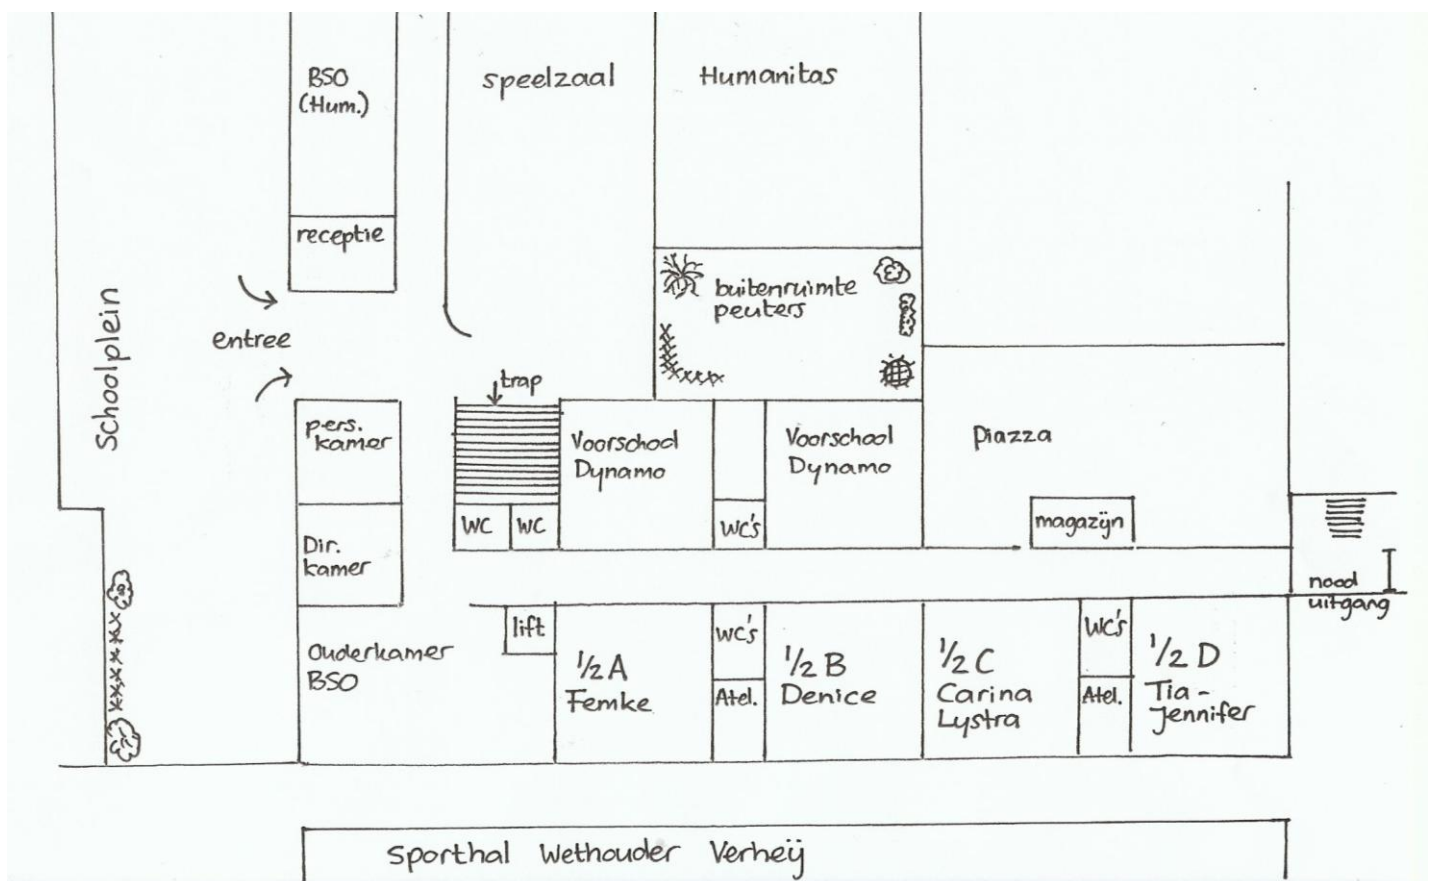 BSO
(Hum.)
speelzaal
Humanitas
receptie
buitenruimte
peuters
schoolplein
entree
trap
pers.
kamer
Voorschool
Dynamo
Voorschool
Dynamo
Piazza
WC
WC
WC's
magazijn
Dir.
kamer
nood
uitgang
lift
WC's
WC's
Ouderkamer
BSO
1/2 A
Femke
1/2 B
Denice
1/2 C
Carina
Lystra
1/2 D
Tia-
Jennifer
Atel.
Atel.
Sporthal Wethouder Verheij